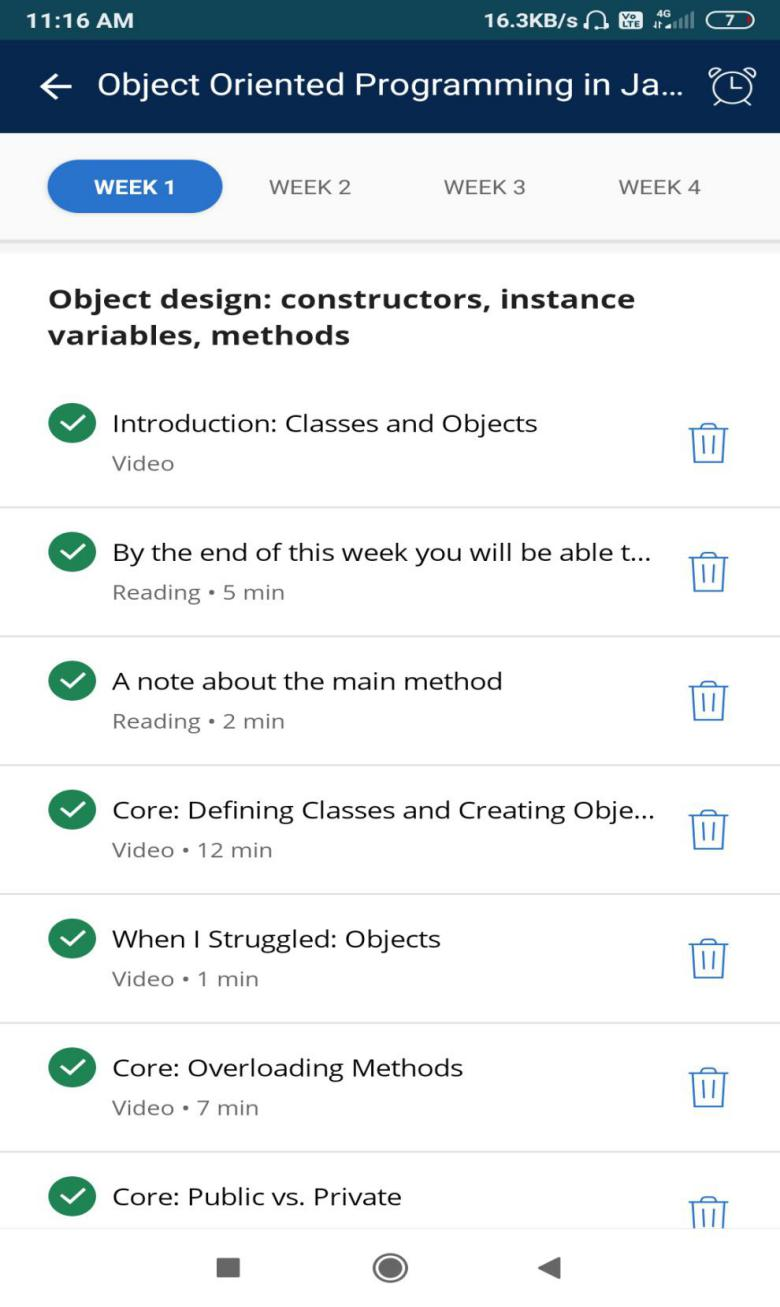 11:16 AM
16.3KB/s Vo LTE 4G 7
Object Oriented Programming in Ja...
WEEK 1 WEEK 2 WEEK 3 WEEK 4
Object design: constructors, instance
variables, methods
Introduction: Classes and Objects
Video
By the end of this week you will be able t...
Reading • 5 min
A note about the main method
Reading • 2 min
Core: Defining Classes and Creating Obje...
Video • 12 min
When I Struggled: Objects
Video • 1 min
Core: Overloading Methods
Video • 7 min
Core: Public vs. Private